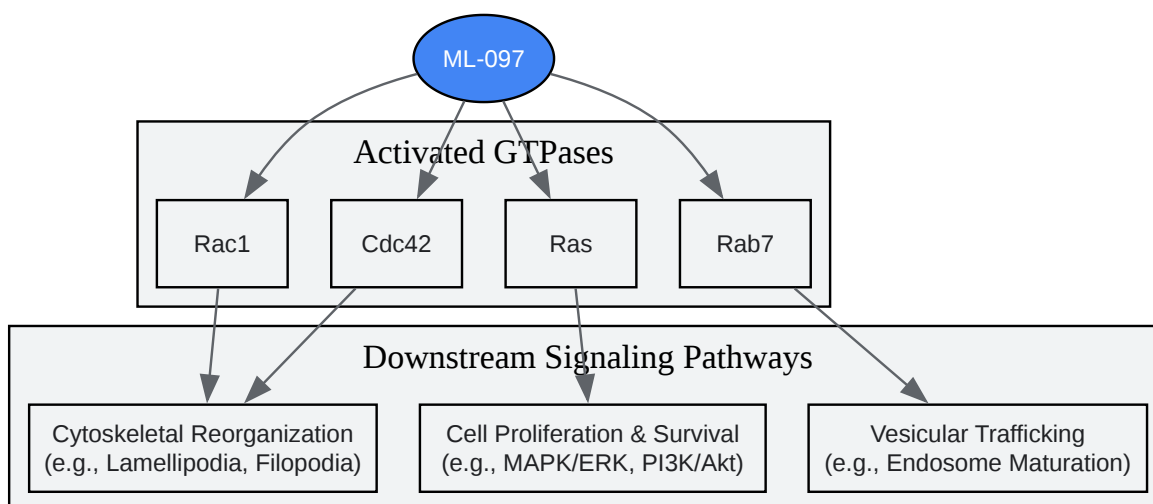 ML-097
Activated GTPases
Rac1
Cdc42
Ras
Rab7
Downstream Signaling Pathways
Cytoskeletal Reorganization
(e.g., Lamellipodia, Filopodia)
Cell Proliferation & Survival
(e.g., MAPK/ERK, PI3K/Akt)
Vesicular Trafficking
(e.g., Endosome Maturation)